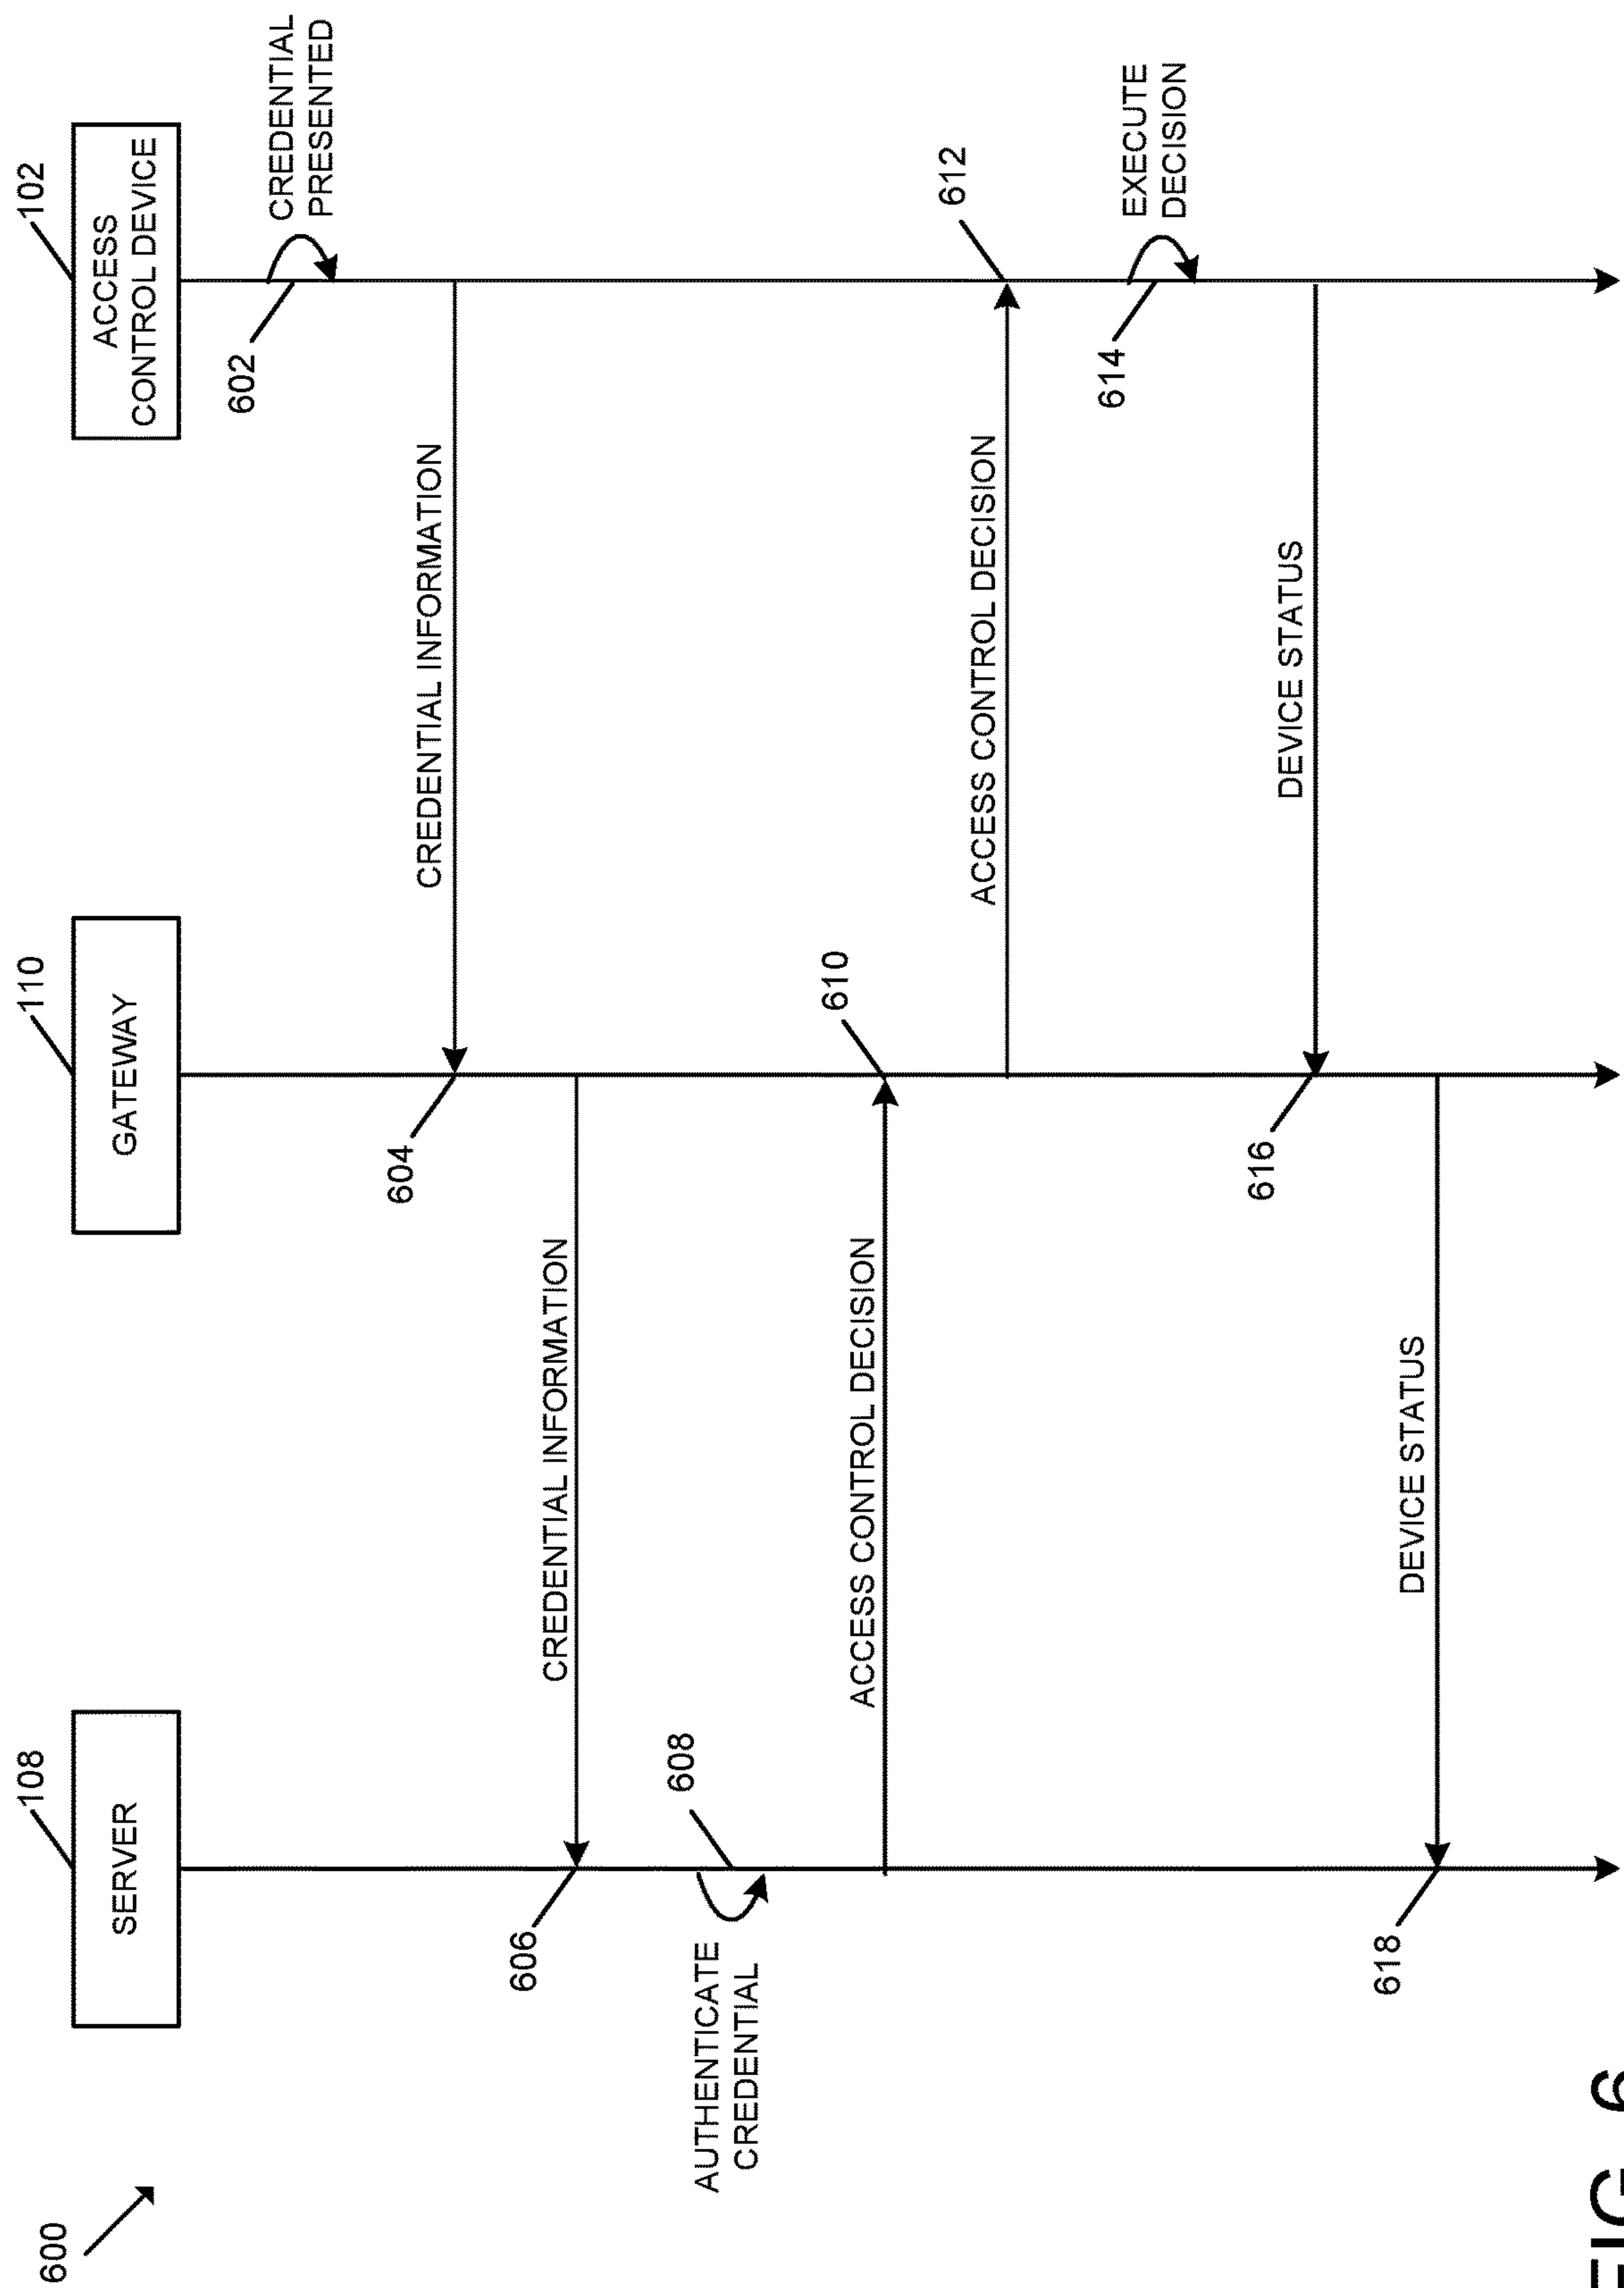 600
108
110
102
SERVER
GATEWAY
ACCESS
CONTROL DEVICE
602
CREDENTIAL
PRESENTED
604
CREDENTIAL INFORMATION
606
CREDENTIAL INFORMATION
AUTHENTICATE
CREDENTIAL
608
ACCESS CONTROL DECISION
610
ACCESS CONTROL DECISION
612
614
EXECUTE
DECISION
616
DEVICE STATUS
618
DEVICE STATUS
FIG. 6